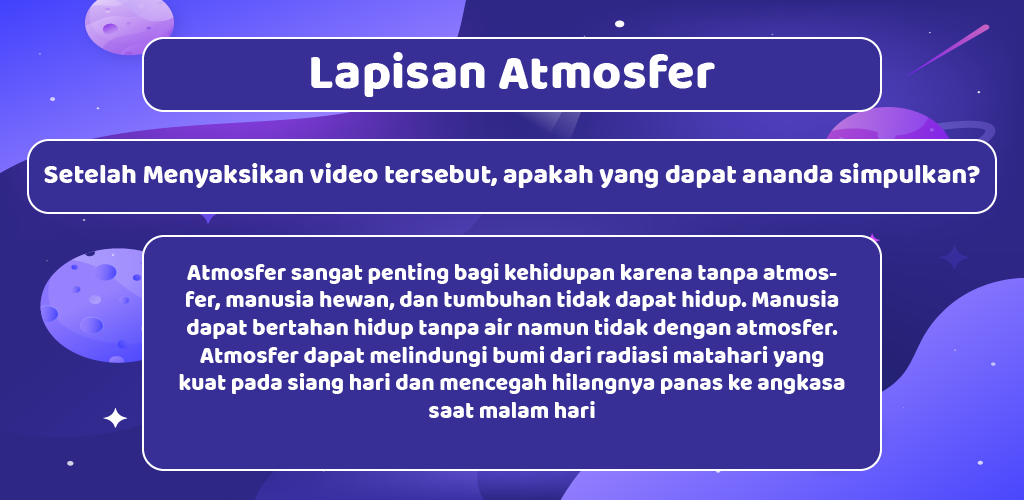 Lapisan Atmosfer
Setelah Menyaksikan video tersebut, apakah yang dapat ananda simpulkan?
Atmosfer sangat penting bagi kehidupan karena tanpa atmos-
fer, manusia hewan, dan tumbuhan tidak dapat hidup. Manusia
dapat bertahan hidup tanpa air namun tidak dengan atmosfer.
Atmosfer dapat melindungi bumi dari radiasi matahari yang
kuat pada siang hari dan mencegah hilangnya panas ke angkasa
saat malam hari